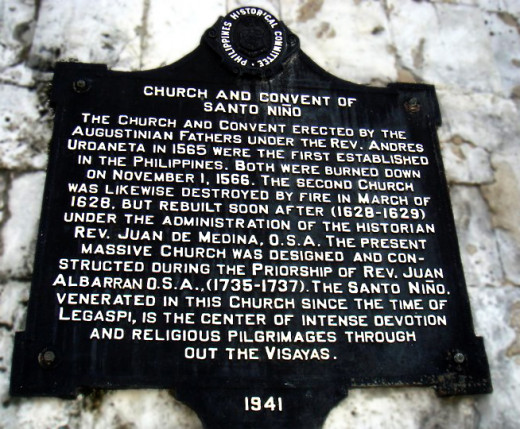 PHILIPPINES HISTORICAL COMMITTEE
CHURCH AND CONVENT OF
SANTO NIÑO
THE CHURCH AND CONVENT ERECTED BY THE
AUGUSTINIAN FATHERS UNDER THE REV. ANDRES
URDANETA IN 1565 WERE THE FIRST ESTABLISHED
IN THE PHILIPPINES. BOTH WERE BURNED DOWN
ON NOVEMBER 1, 1566. THE SECOND CHURCH
WAS LIKEWISE DESTROYED BY FIRE IN MARCH OF
1628, BUT REBUILT SOON AFTER (1628-1629)
UNDER THE ADMINISTRATION OF THE HISTORIAN
REV. JUAN DE MEDINA, O.S.A. THE PRESENT
MASSIVE CHURCH WAS DESIGNED AND CON-
STRUCTED DURING THE PRIORSHIP OF REV. JUAN
ALBARRAN O.S.A., (1735-1737). THE SANTO NIÑO,
VENERATED IN THIS CHURCH SINCE THE TIME OF
LEGASPI, IS THE CENTER OF INTENSE DEVOTION
AND RELIGIOUS PILGRIMAGES THROUGH
OUT THE VISAYAS.
1941